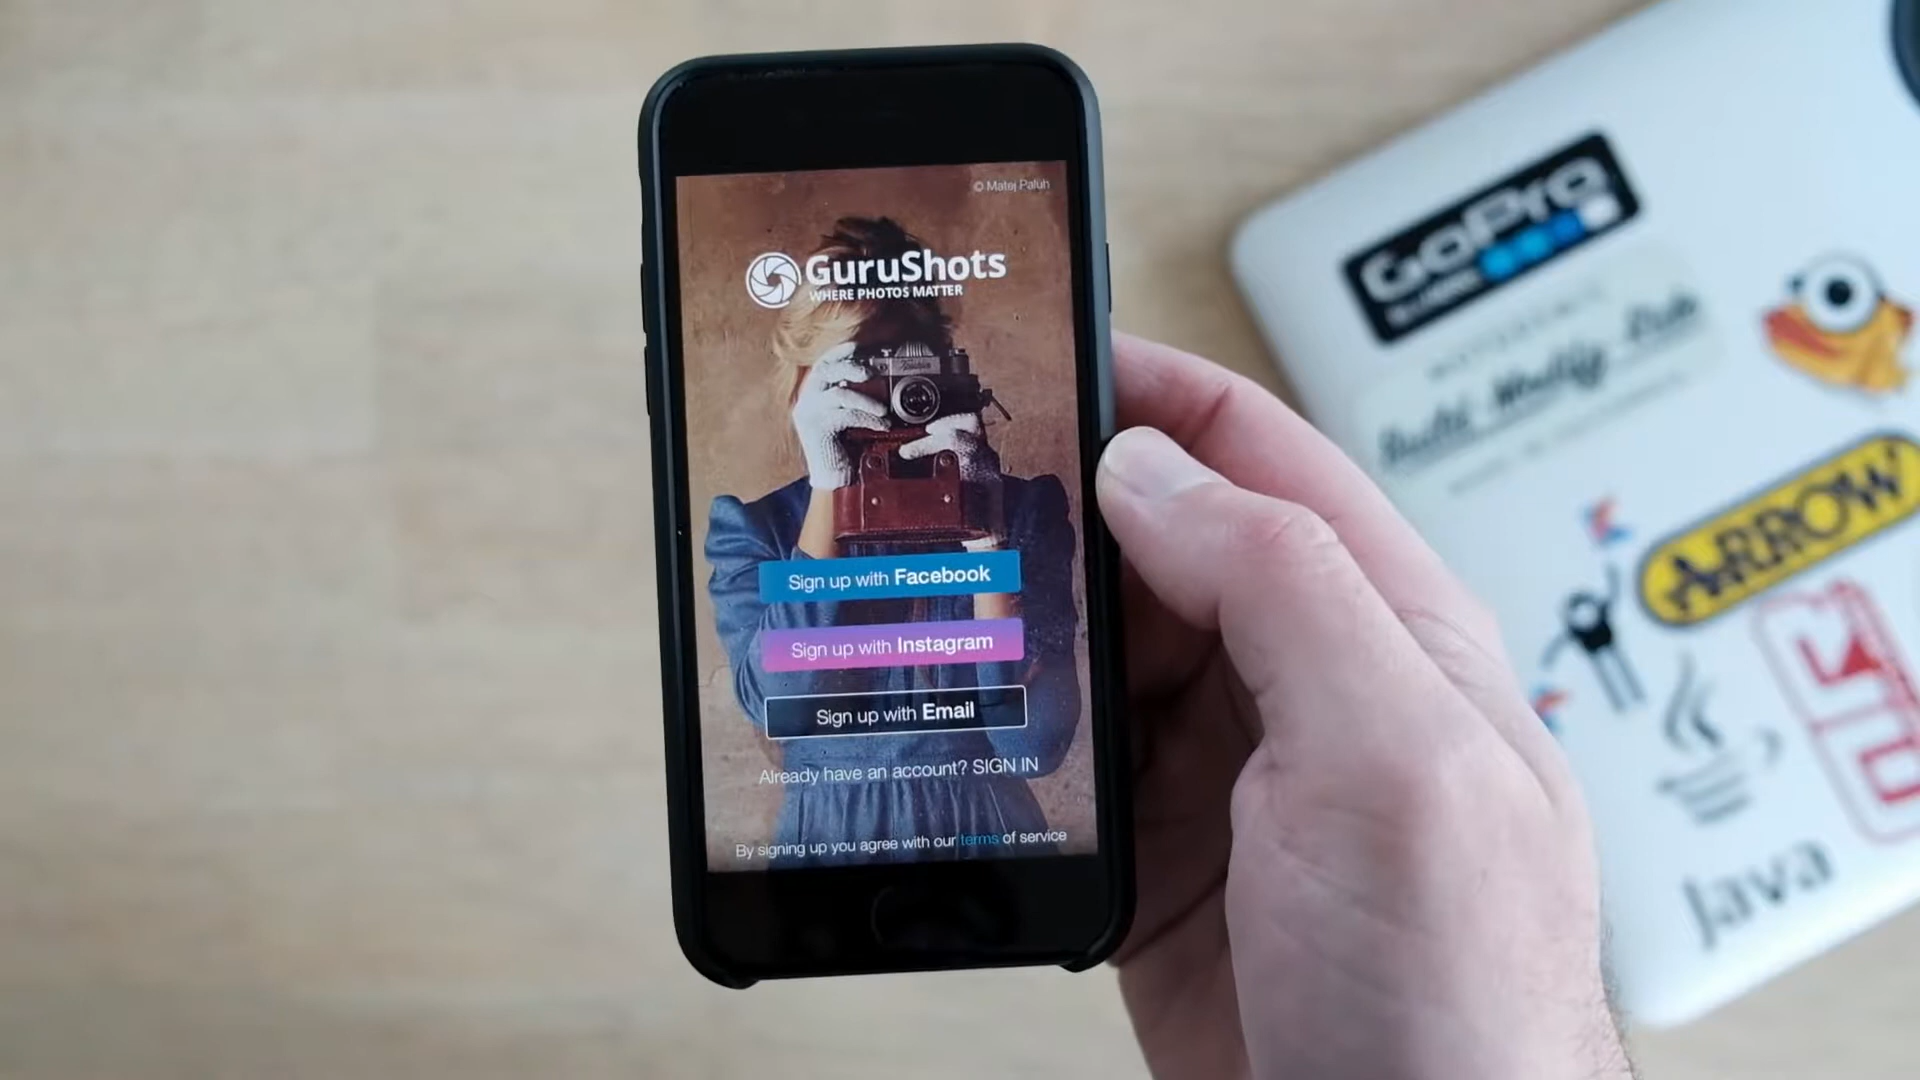 © Matej Paluh
GuruShots
WHERE PHOTOS MATTER
Sign up with Facebook
Sign up with Instagram
Sign up with Email
Already have an account? SIGN IN
By signing up you agree with our terms of service
GoPro
ARROW
Java